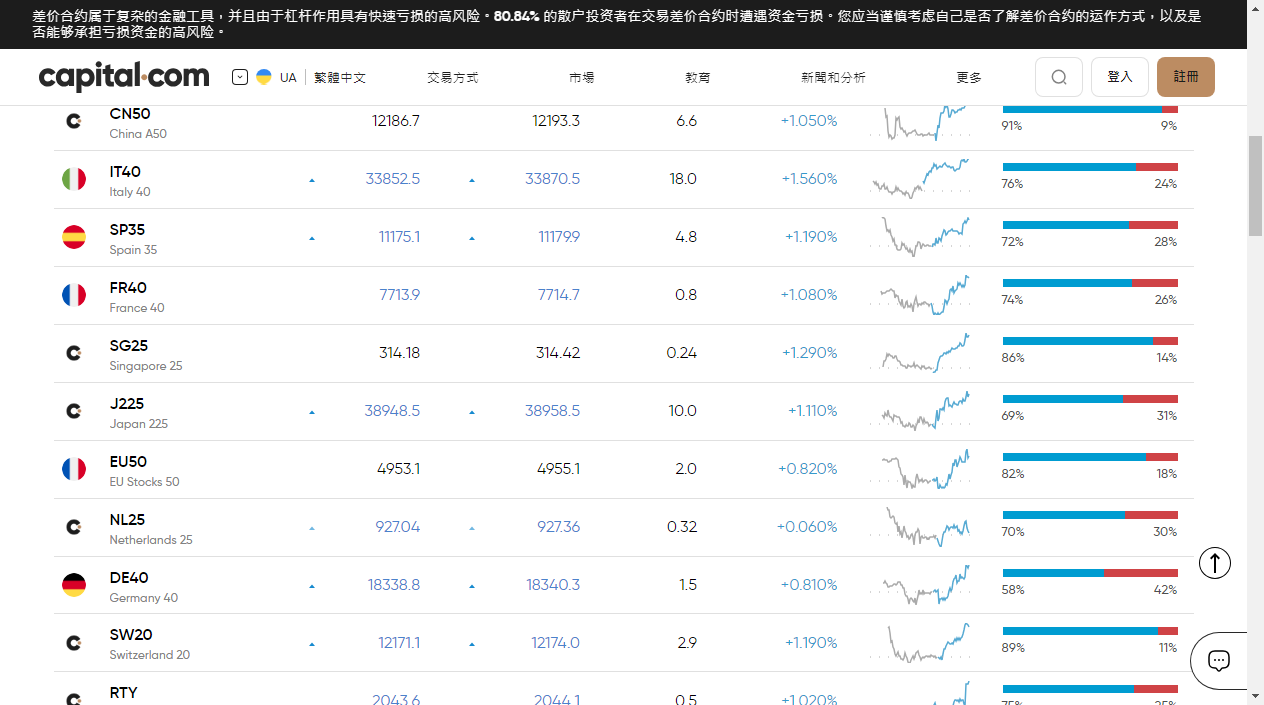 差价合约属于复杂的金融工具，并且由于杠杆作用具有快速亏损的高风险。80.84% 的散户投资者在交易差价合约时遭遇资金亏损。您应当谨慎考虑自己是否了解差价合约的运作方式，以及是
否能够承担亏损资金的高风险。
capital.com UA 繁體中文 交易方式 市場 教育 新聞和分析 更多 登入 註冊
CN50 12186.7 12193.3 6.6 +1.050%
China A50 91% 9%
IT40 33852.5 33870.5 18.0 +1.560%
Italy 40 76% 24%
SP35 11175.1 11179.9 4.8 +1.190%
Spain 35 72% 28%
FR40 7713.9 7714.7 0.8 +1.080%
France 40 74% 26%
SG25 314.18 314.42 0.24 +1.290%
Singapore 25 86% 14%
J225 38948.5 38958.5 10.0 +1.110%
Japan 225 69% 31%
EU50 4953.1 4955.1 2.0 +0.820%
EU Stocks 50 82% 18%
NL25 927.04 927.36 0.32 +0.060%
Netherlands 25 70% 30%
DE40 18338.8 18340.3 1.5 +0.810%
Germany 40 58% 42%
SW20 12171.1 12174.0 2.9 +1.190%
Switzerland 20 89% 11%
RTY 2043.6 2044.1 0.5 +1.020%
75% 25%